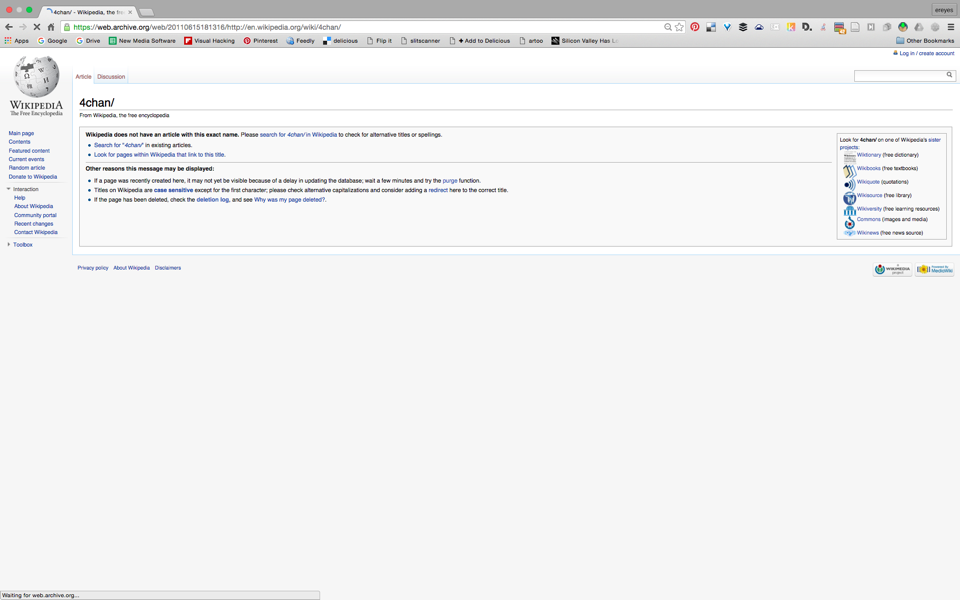 4chan/ - Wikipedia, the fre
ereyes
https://web.archive.org/web/20110615181316/http://en.wikipedia.org/wiki/4chan/
Apps Google Drive New Media Software Visual Hacking Pinterest Feedly delicious Flip it slitscanner + Add to Delicious artoo Silicon Valley Has Lo Other Bookmarks
Log in / create account
Article Discussion
WIKIPEDIA
The Free Encyclopedia
Main page
Contents
Featured content
Current events
Random article
Donate to Wikipedia
Interaction
Help
About Wikipedia
Community portal
Recent changes
Contact Wikipedia
Toolbox
4chan/
From Wikipedia, the free encyclopedia
Wikipedia does not have an article with this exact name. Please search for 4chan/ in Wikipedia to check for alternative titles or spellings.
Search for "4chan/" in existing articles.
Look for pages within Wikipedia that link to this title.
Other reasons this message may be displayed:
If a page was recently created here, it may not yet be visible because of a delay in updating the database; wait a few minutes and try the purge function.
Titles on Wikipedia are case sensitive except for the first character; please check alternative capitalizations and consider adding a redirect here to the correct title.
If the page has been deleted, check the deletion log, and see Why was my page deleted?.
Look for 4chan/ on one of Wikipedia's sister
projects:
Wiktionary (free dictionary)
Wikibooks (free textbooks)
Wikiquote (quotations)
Wikisource (free library)
Wikiversity (free learning resources)
Commons (images and media)
Wikinews (free news source)
Privacy policy About Wikipedia Disclaimers
A WIKIMEDIA project
Powered by MediaWiki
Waiting for web.archive.org...